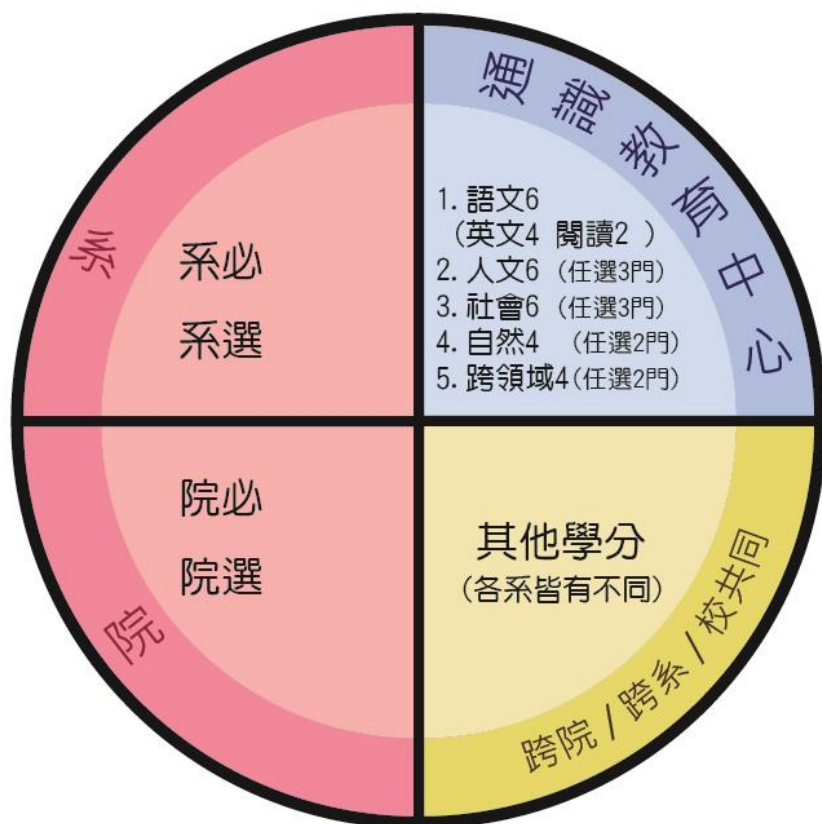 系
系必
系選
通識教育中心
1. 語文6
（英文4 閱讀2 ）
2. 人文6 (任選3門)
3. 社會6 (任選3門)
4. 自然4 (任選2門)
5. 跨領域4(任選2門)
院
院必
院選
其他學分
(各系皆有不同)
跨院 / 跨系 / 校共同